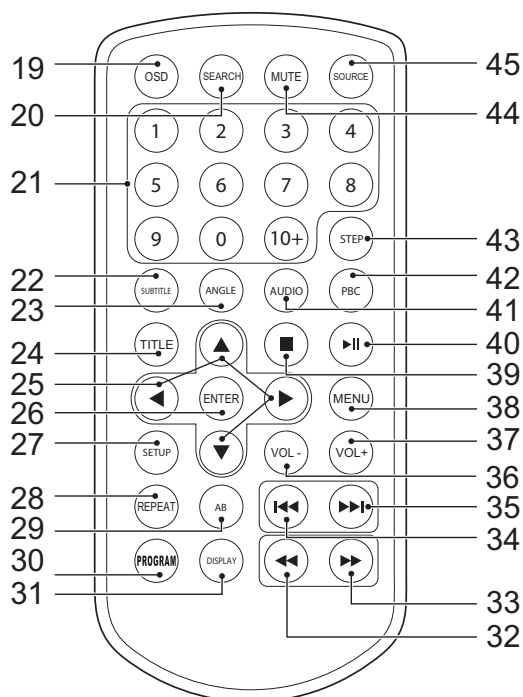 19 OSD SEARCH MUTE SOURCE 45
20 44
1 2 3 4
21 5 6 7 8
9 0 10+ STEP 43
22 SUBTITLE ANGLE AUDIO PBC 42
23 41
24 TITLE 40
25 39
26 ENTER MENU 38
27 SETUP VOL - VOL+ 37
36
28 REPEAT AB 35
29 34
30 PROGRAM DISPLAY 33
31 32